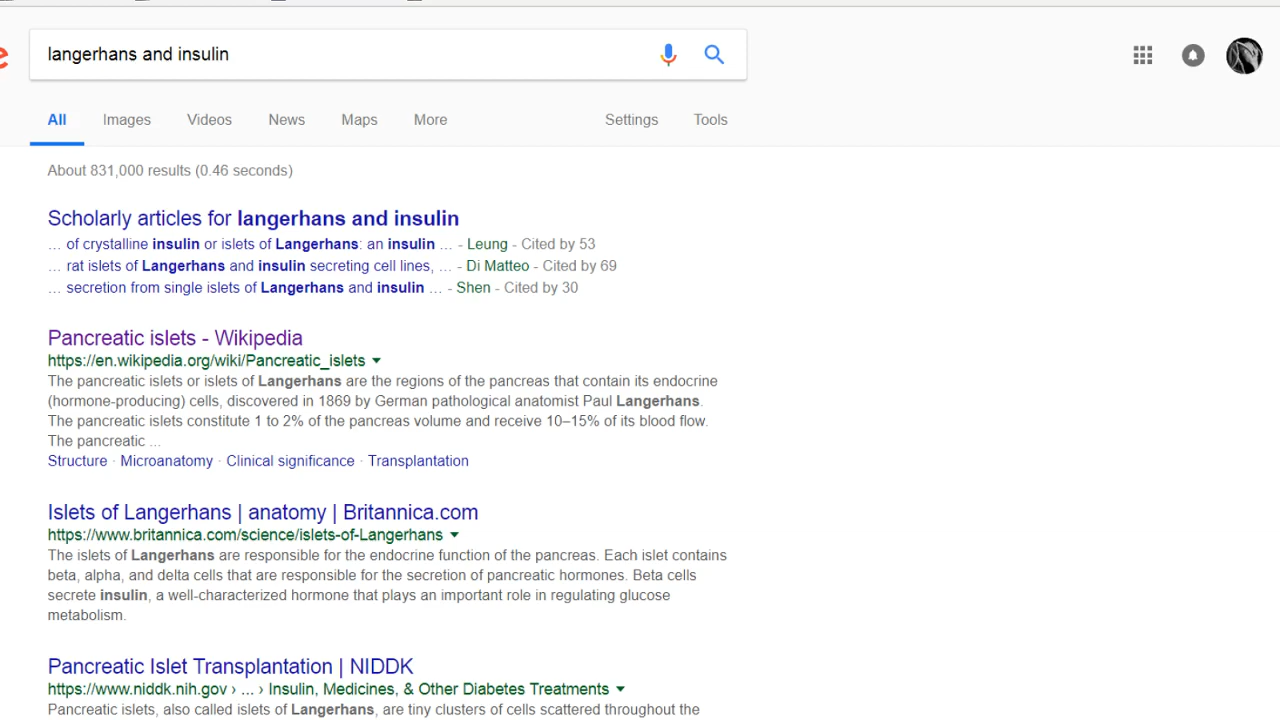 langerhans and insulin
All Images Videos News Maps More Settings Tools
About 831,000 results (0.46 seconds)
Scholarly articles for langerhans and insulin
... of crystalline insulin or islets of Langerhans: an insulin ... - Leung - Cited by 53
... rat islets of Langerhans and insulin secreting cell lines, ... - Di Matteo - Cited by 69
... secretion from single islets of Langerhans and insulin ... - Shen - Cited by 30
Pancreatic islets - Wikipedia
https://en.wikipedia.org/wiki/Pancreatic_islets
The pancreatic islets or islets of Langerhans are the regions of the pancreas that contain its endocrine
(hormone-producing) cells, discovered in 1869 by German pathological anatomist Paul Langerhans.
The pancreatic islets constitute 1 to 2% of the pancreas volume and receive 10–15% of its blood flow.
The pancreatic ...
Structure · Microanatomy · Clinical significance · Transplantation
Islets of Langerhans | anatomy | Britannica.com
https://www.britannica.com/science/islets-of-Langerhans
The islets of Langerhans are responsible for the endocrine function of the pancreas. Each islet contains
beta, alpha, and delta cells that are responsible for the secretion of pancreatic hormones. Beta cells
secrete insulin, a well-characterized hormone that plays an important role in regulating glucose
metabolism.
Pancreatic Islet Transplantation | NIDDK
https://www.niddk.nih.gov › ... › Insulin, Medicines, & Other Diabetes Treatments
Pancreatic islets, also called islets of Langerhans, are tiny clusters of cells scattered throughout the